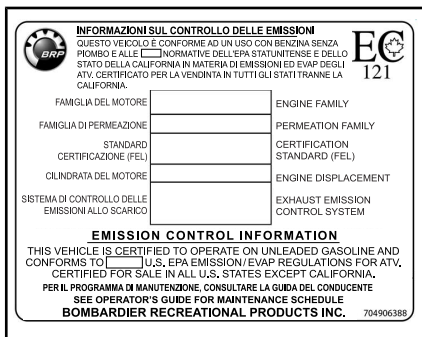 INFORMAZIONI SUL CONTROLLO DELLE EMISSIONI
QUESTO VEICOLO È CONFORME AD UN USO CON BENZINA SENZA
PIOMBO E ALLE NORMATIVE DELL'EPA STATUNITENSE E DELLO
STATO DELLA CALIFORNIA IN MATERIA DI EMISSIONI ED EVAP DEGLI
ATV. CERTIFICATO PER LA VENDINTA IN TUTTI GLI STATI TRANNE LA
CALIFORNIA.
BRP
EC
121
FAMIGLIA DEL MOTORE ENGINE FAMILY
FAMIGLIA DI PERMEAZIONE PERMEATION FAMILY
STANDARD CERTIFICATION
CERTIFICAZIONE (FEL) STANDARD (FEL)
CILINDRATA DEL MOTORE ENGINE DISPLACEMENT
SISTEMA DI CONTROLLO DELLE EXHAUST EMISSION
EMISSIONI ALLO SCARICO CONTROL SYSTEM
EMISSION CONTROL INFORMATION
THIS VEHICLE IS CERTIFIED TO OPERATE ON UNLEADED GASOLINE AND
CONFORMS TO U.S. EPA EMISSION/EVAP REGULATIONS FOR ATV.
CERTIFIED FOR SALE IN ALL U.S. STATES EXCEPT CALIFORNIA.
PER IL PROGRAMMA DI MANUTENZIONE, CONSULTARE LA GUIDA DEL CONDUCENTE
SEE OPERATOR'S GUIDE FOR MAINTENANCE SCHEDULE
BOMBARDIER RECREATIONAL PRODUCTS INC. 704906388